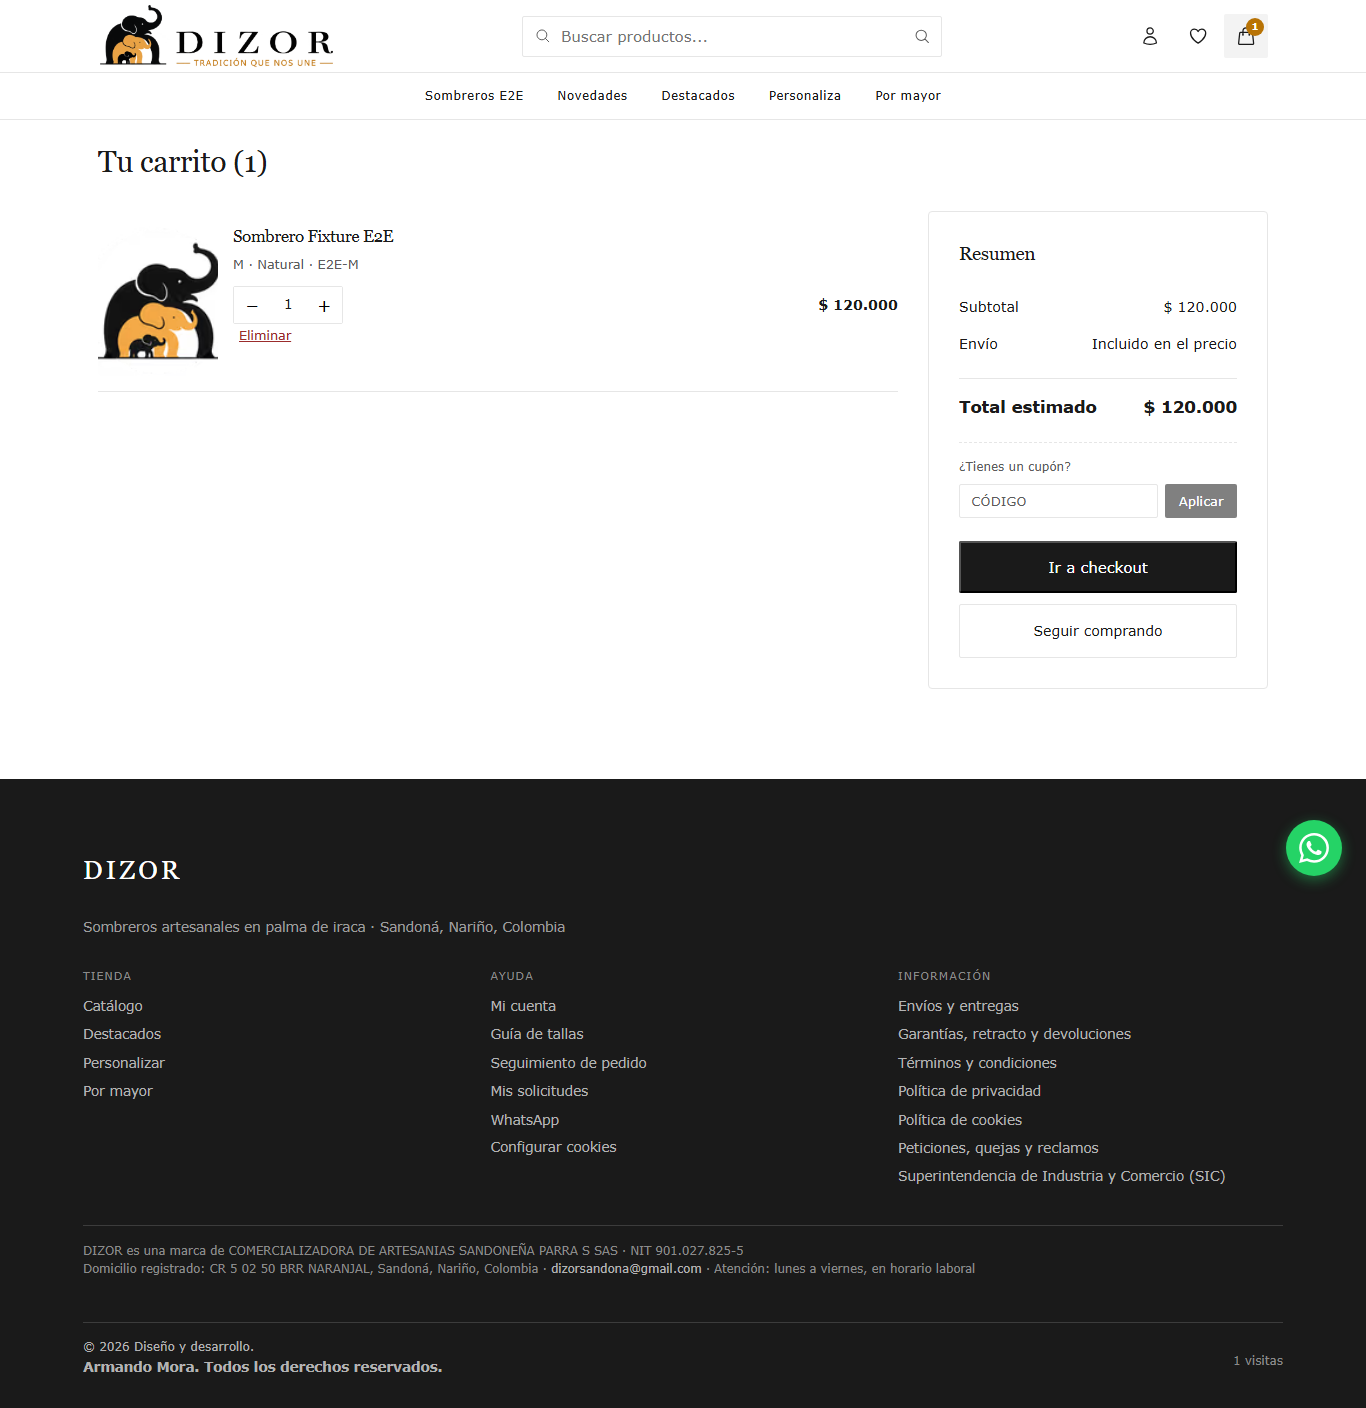 DIZOR
TRADICIÓN QUE NOS UNE
Buscar productos...
1
Sombreros E2E
Novedades
Destacados
Personaliza
Por mayor
Tu carrito (1)
Sombrero Fixture E2E
M · Natural · E2E-M
− 1 +
$ 120.000
Eliminar
Resumen
Subtotal $ 120.000
Envío Incluido en el precio
Total estimado $ 120.000
¿Tienes un cupón?
CÓDIGO Aplicar
Ir a checkout
Seguir comprando
DIZOR
Sombreros artesanales en palma de iraca · Sandoná, Nariño, Colombia
TIENDA
Catálogo
Destacados
Personalizar
Por mayor
AYUDA
Mi cuenta
Guía de tallas
Seguimiento de pedido
Mis solicitudes
WhatsApp
Configurar cookies
INFORMACIÓN
Envíos y entregas
Garantías, retracto y devoluciones
Términos y condiciones
Política de privacidad
Política de cookies
Peticiones, quejas y reclamos
Superintendencia de Industria y Comercio (SIC)
DIZOR es una marca de COMERCIALIZADORA DE ARTESANIAS SANDONEÑA PARRA S SAS · NIT 901.027.825-5
Domicilio registrado: CR 5 02 50 BRR NARANJAL, Sandoná, Nariño, Colombia · dizorsandona@gmail.com · Atención: lunes a viernes, en horario laboral
© 2026 Diseño y desarrollo.
Armando Mora. Todos los derechos reservados.
1 visitas